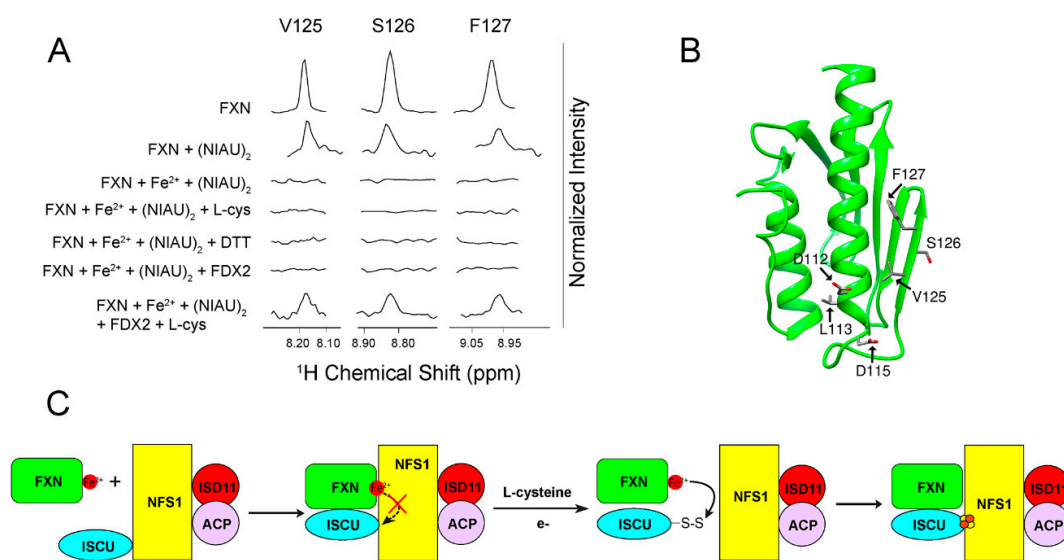 A
V125 S126 F127
FXN
FXN + (NIAU)₂
FXN + Fe²⁺ + (NIAU)₂
FXN + Fe²⁺ + (NIAU)₂ + L-cys
FXN + Fe²⁺ + (NIAU)₂ + DTT
FXN + Fe²⁺ + (NIAU)₂ + FDX2
FXN + Fe²⁺ + (NIAU)₂
+ FDX2 + L-cys
8.20 8.10 8.90 8.80 9.05 8.95
¹H Chemical Shift (ppm)
Normalized Intensity
B
F127
S126
D112
V125
L113
D115
C
FXN Fe²⁺ + NFS1 ISD11
ACP
ISCU
FXN Fe²⁺ NFS1 ISD11
ISCU ACP
L-cysteine
e-
FXN Fe²⁺ NFS1 ISD11
ISCU S-S ACP
FXN NFS1 ISD11
ISCU ACP